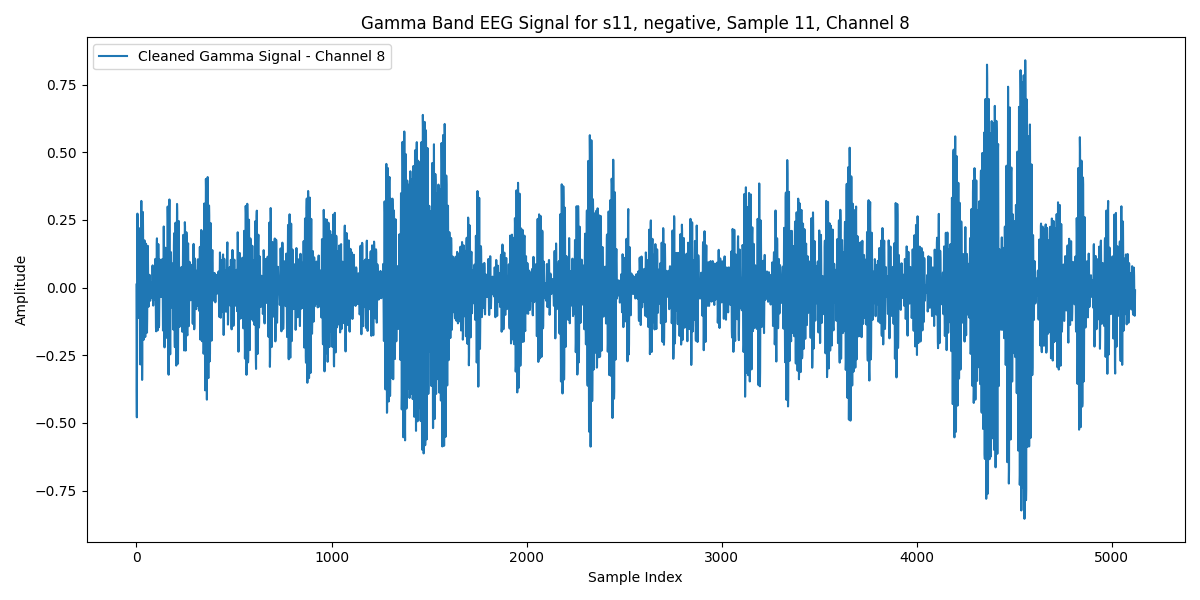 Gamma Band EEG Signal for s11, negative, Sample 11, Channel 8
Cleaned Gamma Signal - Channel 8
Amplitude
0.75
0.50
0.25
0.00
−0.25
−0.50
−0.75
0 1000 2000 3000 4000 5000
Sample Index